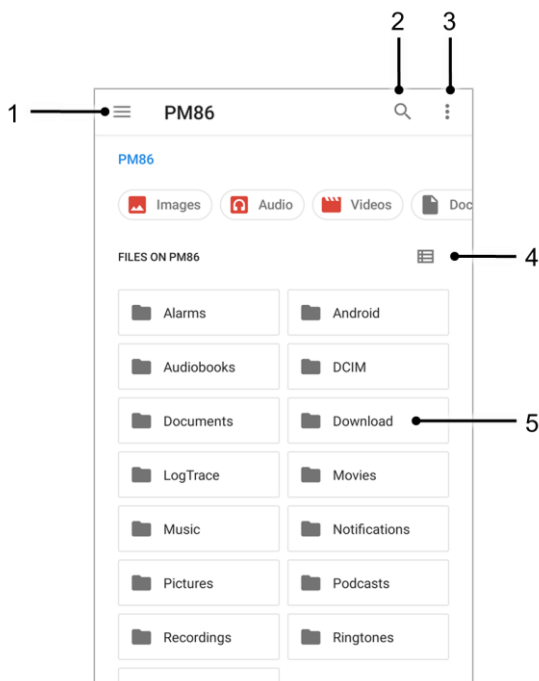 2 3
1 PM86
PM86
Images Audio Videos Doc
FILES ON PM86 4
Alarms Android
Audiobooks DCIM
Documents Download 5
LogTrace Movies
Music Notifications
Pictures Podcasts
Recordings Ringtones